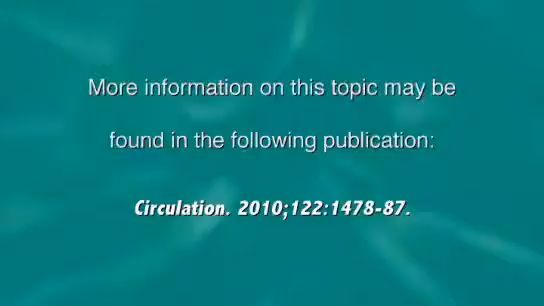 More information on this topic may be
found in the following publication:
Circulation. 2010;122:1478-87.